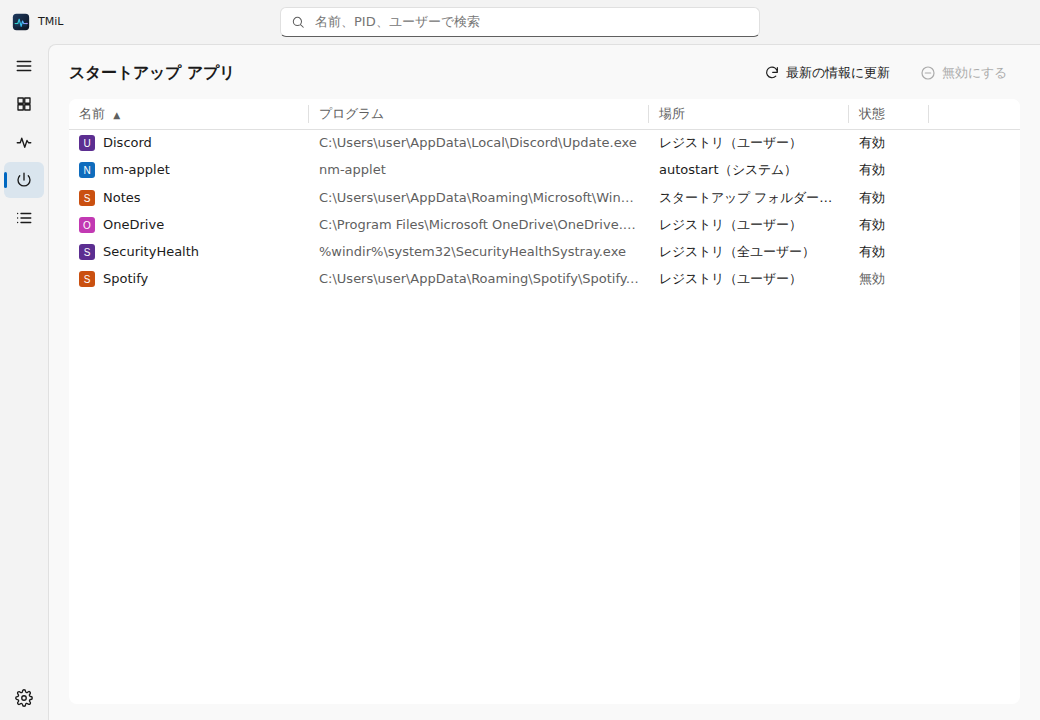 TMiL
名前、PID、ユーザーで検索
スタートアップ アプリ
最新の情報に更新
無効にする
名前 ▲ プログラム 場所 状態
U Discord C:\Users\user\AppData\Local\Discord\Update.exe レジストリ（ユーザー） 有効
N nm-applet nm-applet autostart（システム） 有効
S Notes C:\Users\user\AppData\Roaming\Microsoft\Win... スタートアップ フォルダー... 有効
O OneDrive C:\Program Files\Microsoft OneDrive\OneDrive.... レジストリ（ユーザー） 有効
S SecurityHealth %windir%\system32\SecurityHealthSystray.exe レジストリ（全ユーザー） 有効
S Spotify C:\Users\user\AppData\Roaming\Spotify\Spotify... レジストリ（ユーザー） 無効